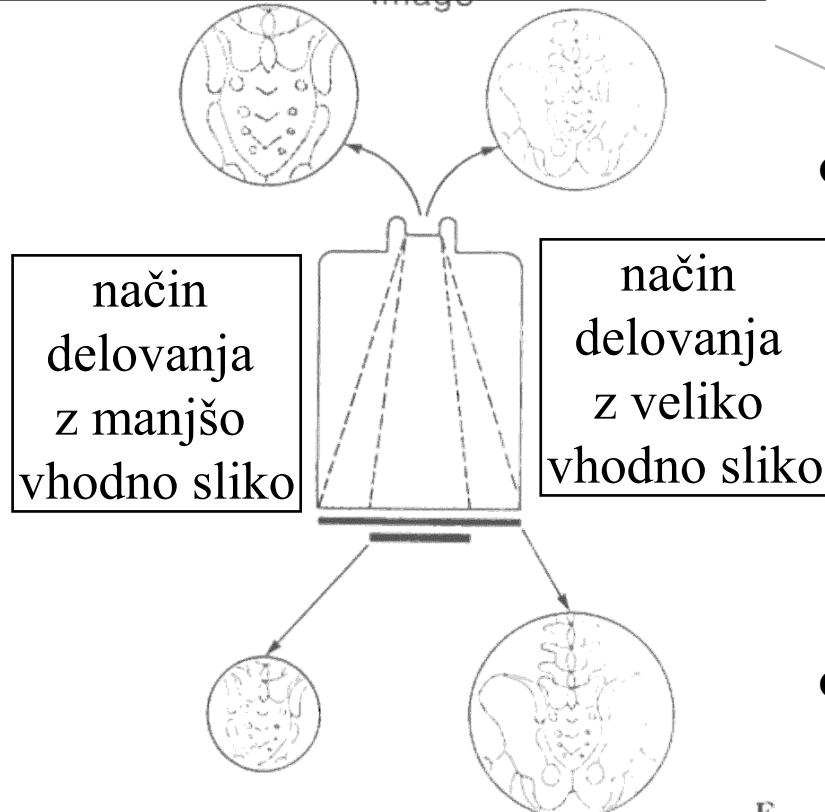 način
delovanja
z manjšo
vhodno sliko
način
delovanja
z veliko
vhodno sliko